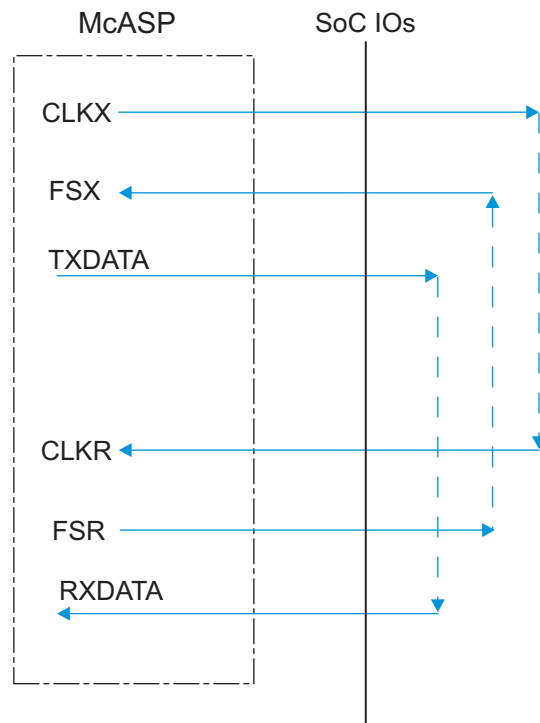 McASP
SoC IOs
CLKX
FSX
TXDATA
CLKR
FSR
RXDATA